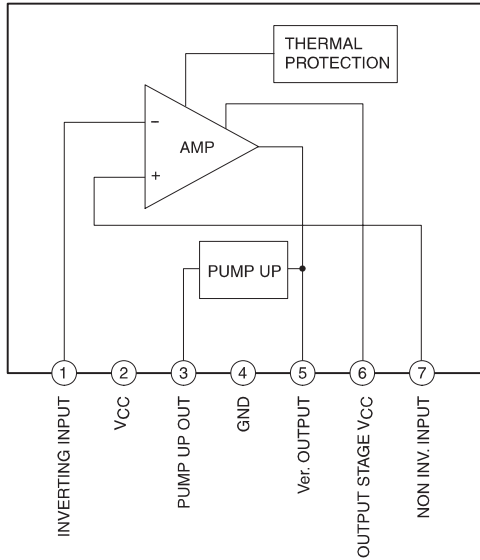 THERMAL
PROTECTION
−
AMP
+
PUMP UP
1
2
3
4
5
6
7
INVERTING INPUT
VCC
PUMP UP OUT
GND
Ver. OUTPUT
OUTPUT STAGE VCC
NON INV. INPUT